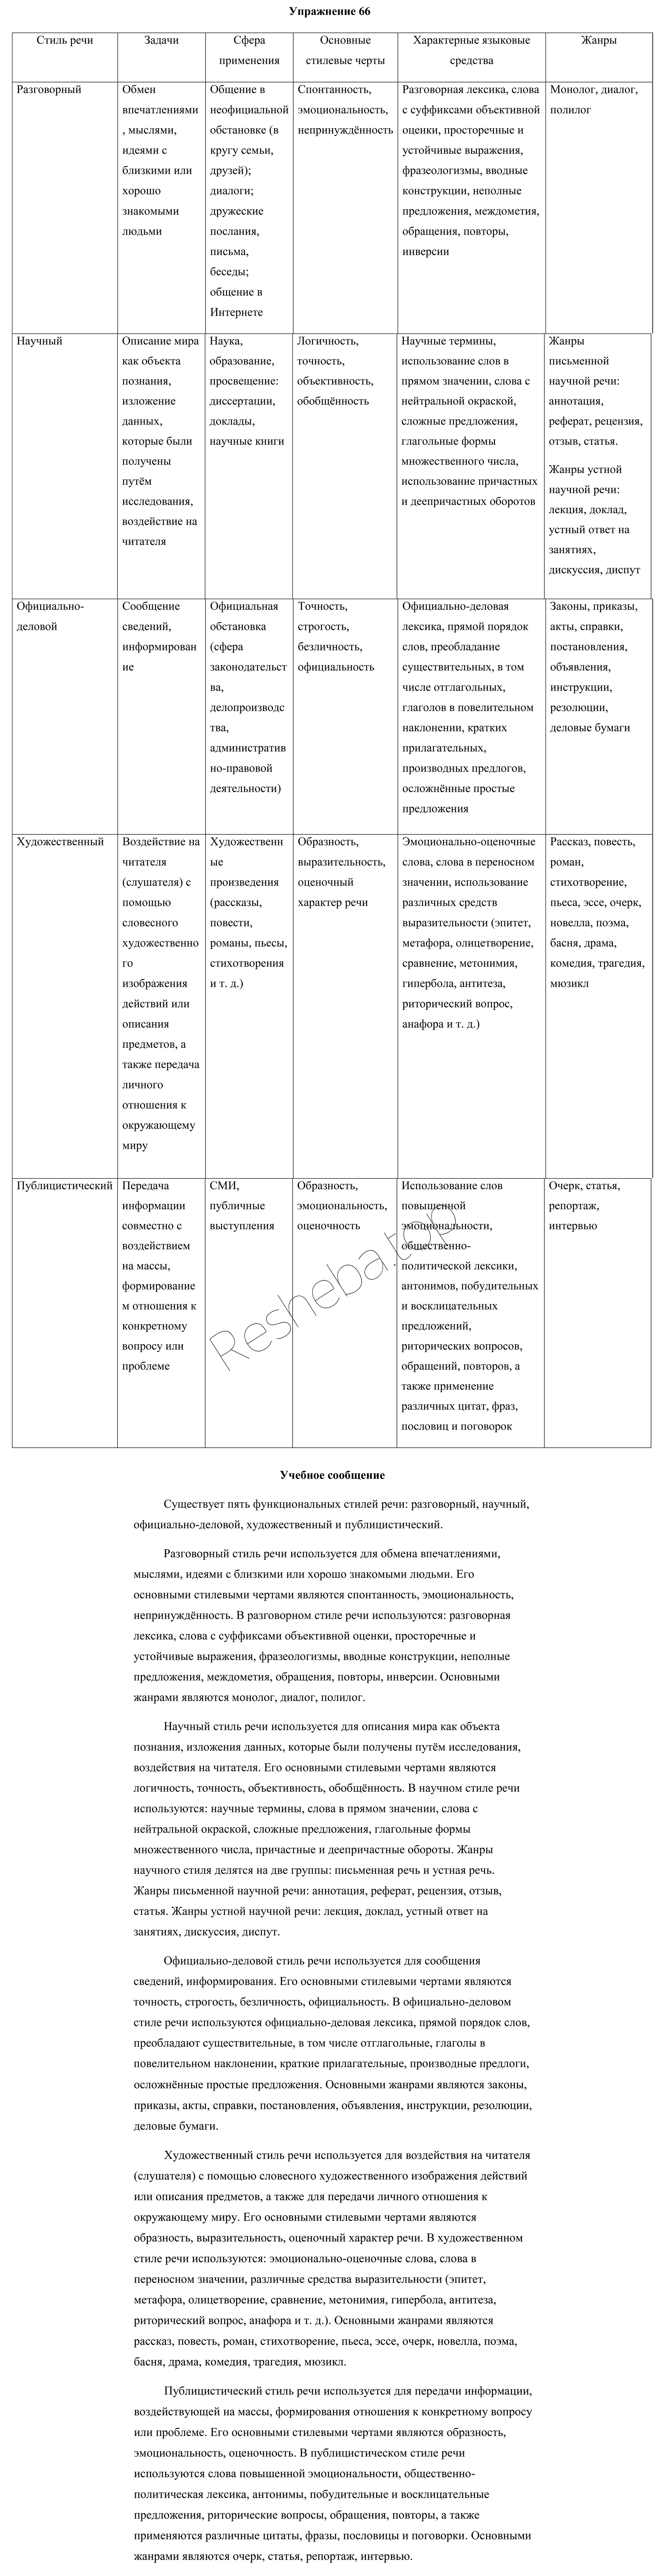 Упражнение 66
Стиль речи
Задачи
Сфера
применения
Основные
стилевые черты
Характерные языковые
средства
Жанры
Разговорный
Обмен
впечатлениями
, мыслями,
идеями с
близкими или
хорошо
знакомыми
людьми
Общение в
неофициальной
обстановке (в
кругу семьи,
друзей);
диалоги;
дружеские
послания,
письма,
беседы;
общение в
Интернете
Спонтанность,
эмоциональность,
непринуждённость
Разговорная лексика, слова
с суффиксами объективной
оценки, просторечные и
устойчивые выражения,
фразеологизмы, вводные
конструкции, неполные
предложения, междометия,
обращения, повторы,
инверсии
Монолог, диалог,
полилог
Научный
Описание мира
как объекта
познания,
изложение
данных,
которые были
получены
путём
исследования,
воздействие на
читателя
Наука,
образование,
просвещение:
диссертации,
доклады,
научные книги
Логичность,
точность,
объективность,
обобщённость
Научные термины,
использование слов в
прямом значении, слова с
нейтральной окраской,
сложные предложения,
глагольные формы
множественного числа,
использование причастных
и деепричастных оборотов
Жанры
письменной
научной речи:
аннотация,
реферат, рецензия,
отзыв, статья.
Жанры устной
научной речи:
лекция, доклад,
устный ответ на
занятиях,
дискуссия, диспут
Официально-
деловой
Сообщение
сведений,
информирован
ие
Официальная
обстановка
(сфера
законодательст
ва,
делопроизводс
тва,
административ
но-правовой
деятельности)
Точность,
строгость,
безличность,
официальность
Официально-деловая
лексика, прямой порядок
слов, преобладание
существительных, в том
числе отглагольных,
глаголов в повелительном
наклонении, кратких
прилагательных,
производных предлогов,
осложнённые простые
предложения
Законы, приказы,
акты, справки,
постановления,
объявления,
инструкции,
резолюции,
деловые бумаги
Художественный
Воздействие на
читателя
(слушателя) с
помощью
словесного
художественно
го
изображения
действий или
описания
предметов, а
также передача
личного
отношения к
окружающему
миру
Художественн
ые
произведения
(рассказы,
повести,
романы, пьесы,
стихотворения
и т. д.)
Образность,
выразительность,
оценочный
характер речи
Эмоционально-оценочные
слова, слова в переносном
значении, использование
различных средств
выразительности (эпитет,
метафора, олицетворение,
сравнение, метонимия,
гипербола, антитеза,
риторический вопрос,
анафора и т. д.)
Рассказ, повесть,
роман,
стихотворение,
пьеса, эссе, очерк,
новелла, поэма,
басня, драма,
комедия, трагедия,
мюзикл
Публицистический
Передача
информации
совместно с
воздействием
на массы,
формирование
м отношения к
конкретному
вопросу или
проблеме
СМИ,
публичные
выступления
Образность,
эмоциональность,
оценочность
Использование слов
повышенной
эмоциональности,
общественно-
политической лексики,
антонимов, побудительных
и восклицательных
предложений,
риторических вопросов,
обращений, повторов, а
также применение
различных цитат, фраз,
пословиц и поговорок
Очерк, статья,
репортаж,
интервью
Resheba.top
Учебное сообщение
Существует пять функциональных стилей речи: разговорный, научный,
официально-деловой, художественный и публицистический.
Разговорный стиль речи используется для обмена впечатлениями,
мыслями, идеями с близкими или хорошо знакомыми людьми. Его
основными стилевыми чертами являются спонтанность, эмоциональность,
непринуждённость. В разговорном стиле речи используются: разговорная
лексика, слова с суффиксами объективной оценки, просторечные и
устойчивые выражения, фразеологизмы, вводные конструкции, неполные
предложения, междометия, обращения, повторы, инверсии. Основными
жанрами являются монолог, диалог, полилог.
Научный стиль речи используется для описания мира как объекта
познания, изложения данных, которые были получены путём исследования,
воздействия на читателя. Его основными стилевыми чертами являются
логичность, точность, объективность, обобщённость. В научном стиле речи
используются: научные термины, слова в прямом значении, слова с
нейтральной окраской, сложные предложения, глагольные формы
множественного числа, причастные и деепричастные обороты. Жанры
научного стиля делятся на две группы: письменная речь и устная речь.
Жанры письменной научной речи: аннотация, реферат, рецензия, отзыв,
статья. Жанры устной научной речи: лекция, доклад, устный ответ на
занятиях, дискуссия, диспут.
Официально-деловой стиль речи используется для сообщения
сведений, информирования. Его основными стилевыми чертами являются
точность, строгость, безличность, официальность. В официально-деловом
стиле речи используются официально-деловая лексика, прямой порядок слов,
преобладают существительные, в том числе отглагольные, глаголы в
повелительном наклонении, краткие прилагательные, производные предлоги,
осложнённые простые предложения. Основными жанрами являются законы,
приказы, акты, справки, постановления, объявления, инструкции, резолюции,
деловые бумаги.
Художественный стиль речи используется для воздействия на читателя
(слушателя) с помощью словесного художественного изображения действий
или описания предметов, а также для передачи личного отношения к
окружающему миру. Его основными стилевыми чертами являются
образность, выразительность, оценочный характер речи. В художественном
стиле речи используются: эмоционально-оценочные слова, слова в
переносном значении, различные средства выразительности (эпитет,
метафора, олицетворение, сравнение, метонимия, гипербола, антитеза,
риторический вопрос, анафора и т. д.). Основными жанрами являются
рассказ, повесть, роман, стихотворение, пьеса, эссе, очерк, новелла, поэма,
басня, драма, комедия, трагедия, мюзикл.
Публицистический стиль речи используется для передачи информации,
воздействующей на массы, формирования отношения к конкретному вопросу
или проблеме. Его основными стилевыми чертами являются образность,
эмоциональность, оценочность. В публицистическом стиле речи
используются слова повышенной эмоциональности, общественно-
политическая лексика, антонимы, побудительные и восклицательные
предложения, риторические вопросы, обращения, повторы, а также
применяются различные цитаты, фразы, пословицы и поговорки. Основными
жанрами являются очерк, статья, репортаж, интервью.